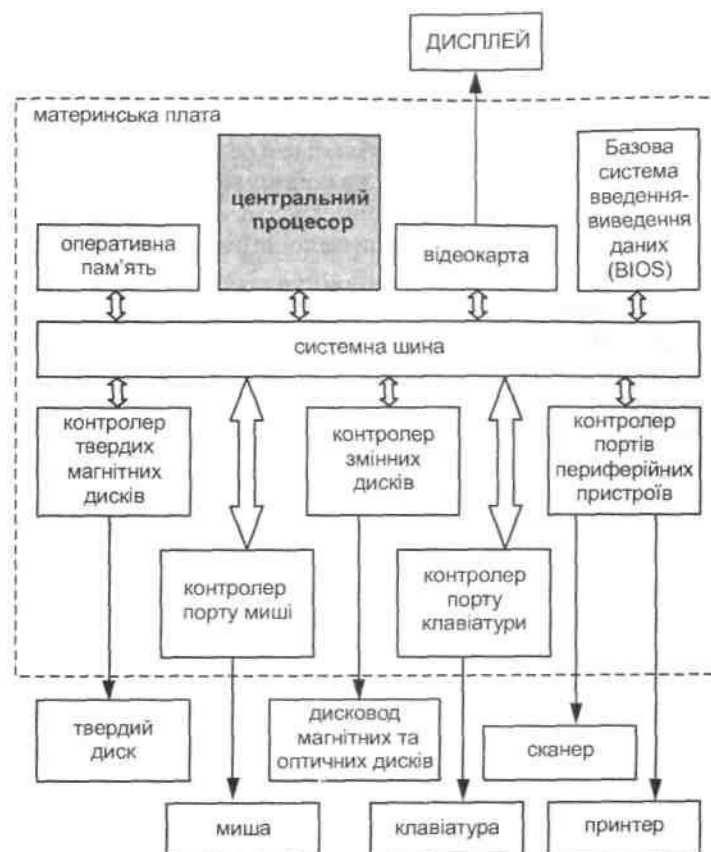 ДИСПЛЕЙ
материнська плата
оперативна
пам'ять
центральний
процесор
відеокарта
Базова
система
введення-
виведення
даних
(BIOS)
системна шина
контролер
твердих
магнітних
дисків
контролер
змінних
дисків
контролер
портів
периферійних
пристроїв
контролер
порту миші
контролер
порту
клавіатури
твердий
диск
дисковод
магнітних та
оптичних дисків
сканер
миша
клавіатура
принтер